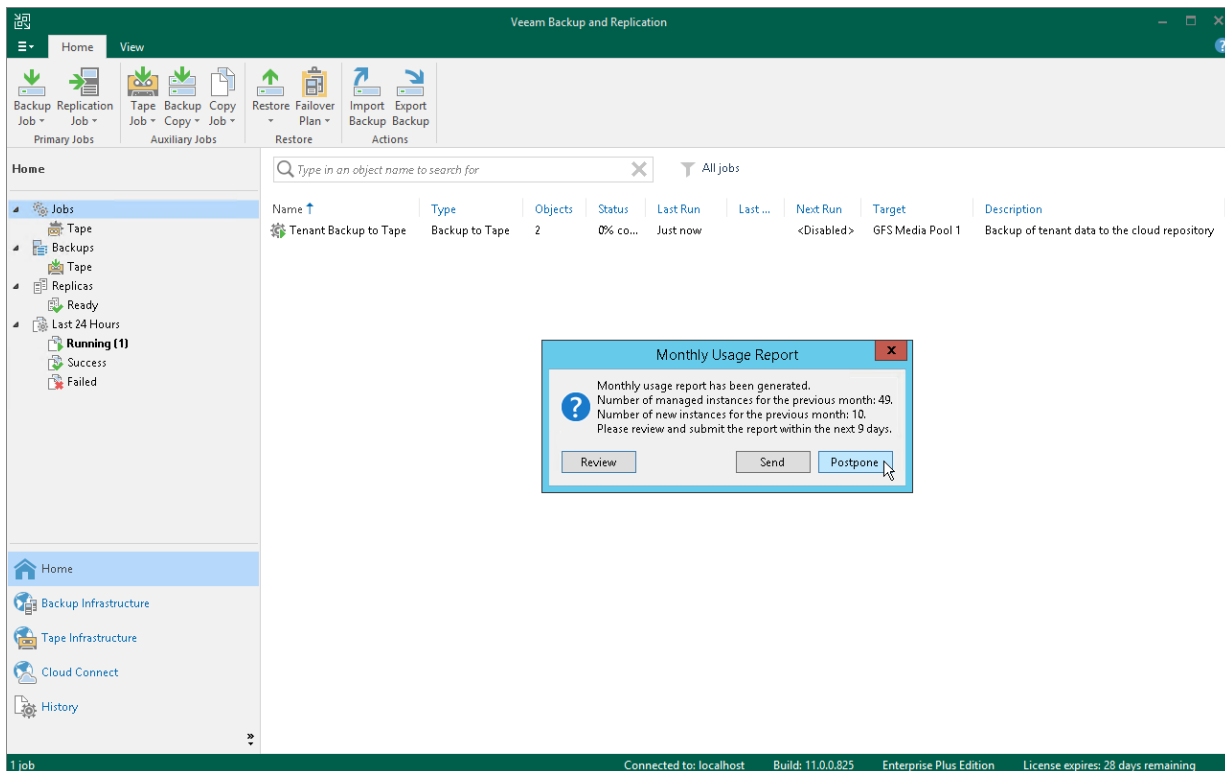 Veeam Backup and Replication
Home View
Backup Job Replication Job Tape Job Backup Copy Copy Job Restore Failover Plan Import Backup Export Backup
Primary Jobs Auxiliary Jobs Restore Actions
Home
Type in an object name to search for All jobs
Jobs
Tape
Backups
Tape
Replicas
Ready
Last 24 Hours
Running (1)
Success
Failed
Name Type Objects Status Last Run Last ... Next Run Target Description
Tenant Backup to Tape Backup to Tape 2 0% co... Just now <Disabled> GFS Media Pool 1 Backup of tenant data to the cloud repository
Monthly Usage Report
Monthly usage report has been generated.
Number of managed instances for the previous month: 49.
Number of new instances for the previous month: 10.
Please review and submit the report within the next 9 days.
Review Send Postpone
Home
Backup Infrastructure
Tape Infrastructure
Cloud Connect
History
1 job Connected to: localhost Build: 11.0.0.825 Enterprise Plus Edition License expires: 28 days remaining